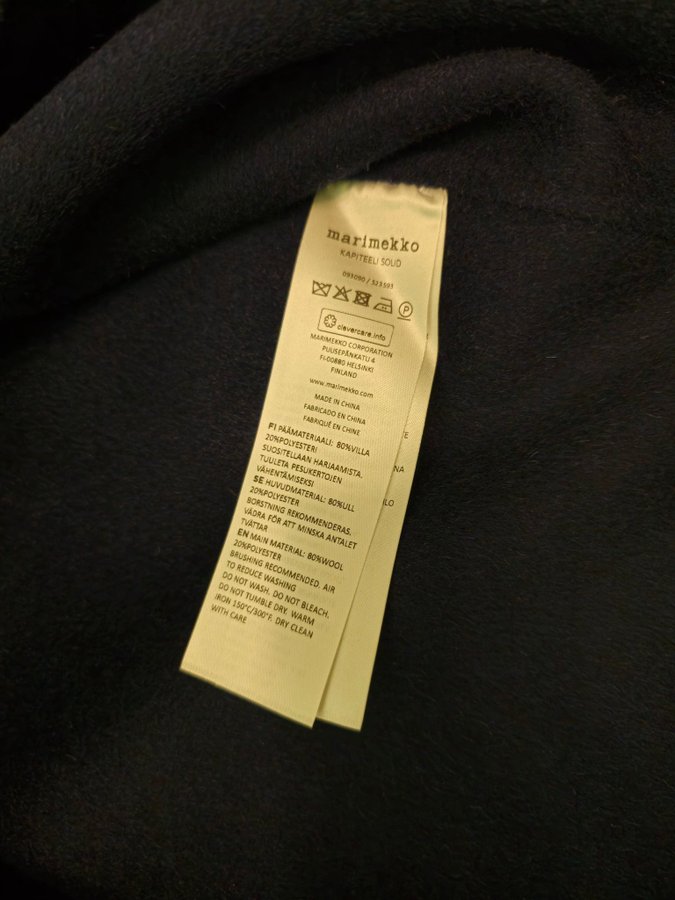 marimekko
KAPITEELI SOLID
093090 / 323593
P
clevercare.info
MARIMEKKO CORPORATION
PUUSEPÄNKATU 4
FI-00880 HELSINKI
FINLAND
www.marimekko.com
MADE IN CHINA
FABRICADO EN CHINA
FABRIQUÉ EN CHINE
FI PÄÄMATERIAALI: 80%VILLA
20%POLYESTERI
SUOSITELLAAN HARJAAMISTA.
TUULETA PESUKERTOJEN
VÄHENTÄMISEKSI
SE HUVUDMATERIAL: 80%ULL
20%POLYESTER
BORSTNING REKOMMENDERAS.
VÄDRA FÖR ATT MINSKA ANTALET
TVÄTTAR
EN MAIN MATERIAL: 80%WOOL
20%POLYESTER
BRUSHING RECOMMENDED. AIR
TO REDUCE WASHING
DO NOT WASH. DO NOT BLEACH.
DO NOT TUMBLE DRY. WARM
IRON 150°C/300°F. DRY CLEAN
WITH CARE